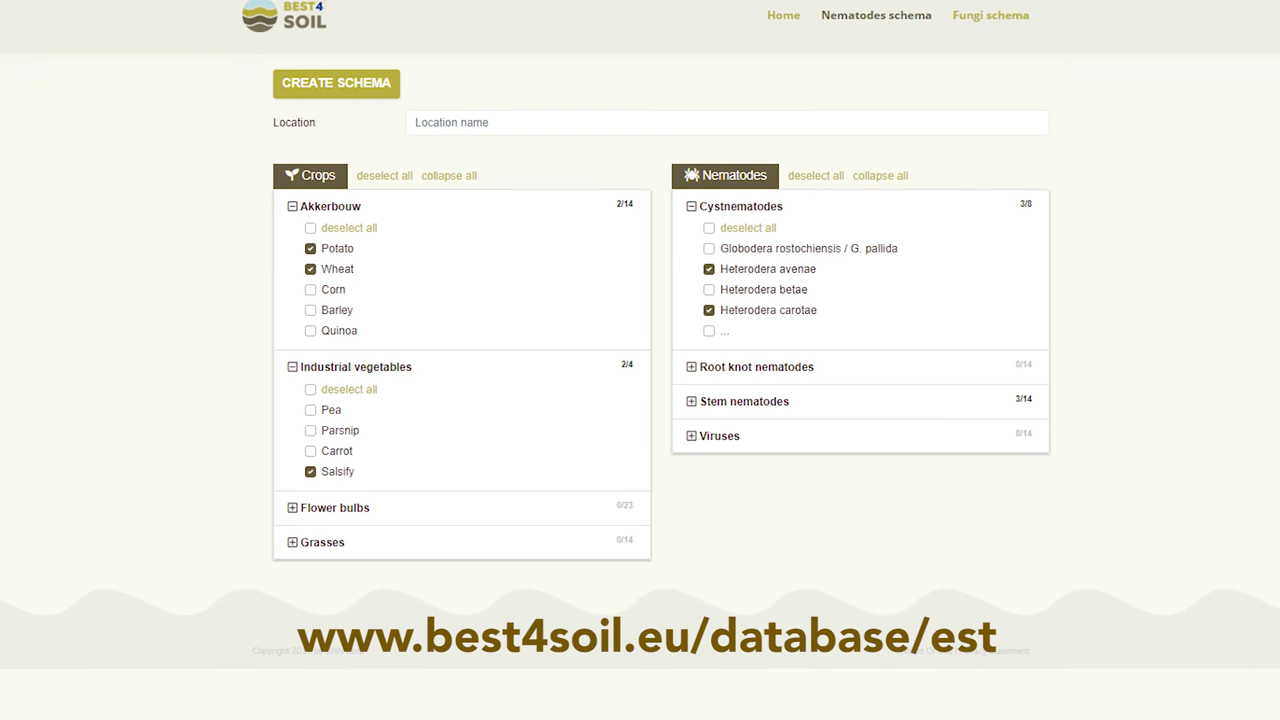 BEST4
SOIL
Home Nematodes schema Fungi schema
CREATE SCHEMA
Location Location name
Crops deselect all collapse all
Akkerbouw 2/14
deselect all
Potato
Wheat
Corn
Barley
Quinoa
Industrial vegetables 2/4
deselect all
Pea
Parsnip
Carrot
Salsify
Flower bulbs 0/23
Grasses 0/14
Nematodes deselect all collapse all
Cystnematodes 3/8
deselect all
Globodera rostochiensis / G. pallida
Heterodera avenae
Heterodera betae
Heterodera carotae
...
Root knot nematodes 0/14
Stem nematodes 3/14
Viruses 0/14
www.best4soil.eu/database/est
Copyright